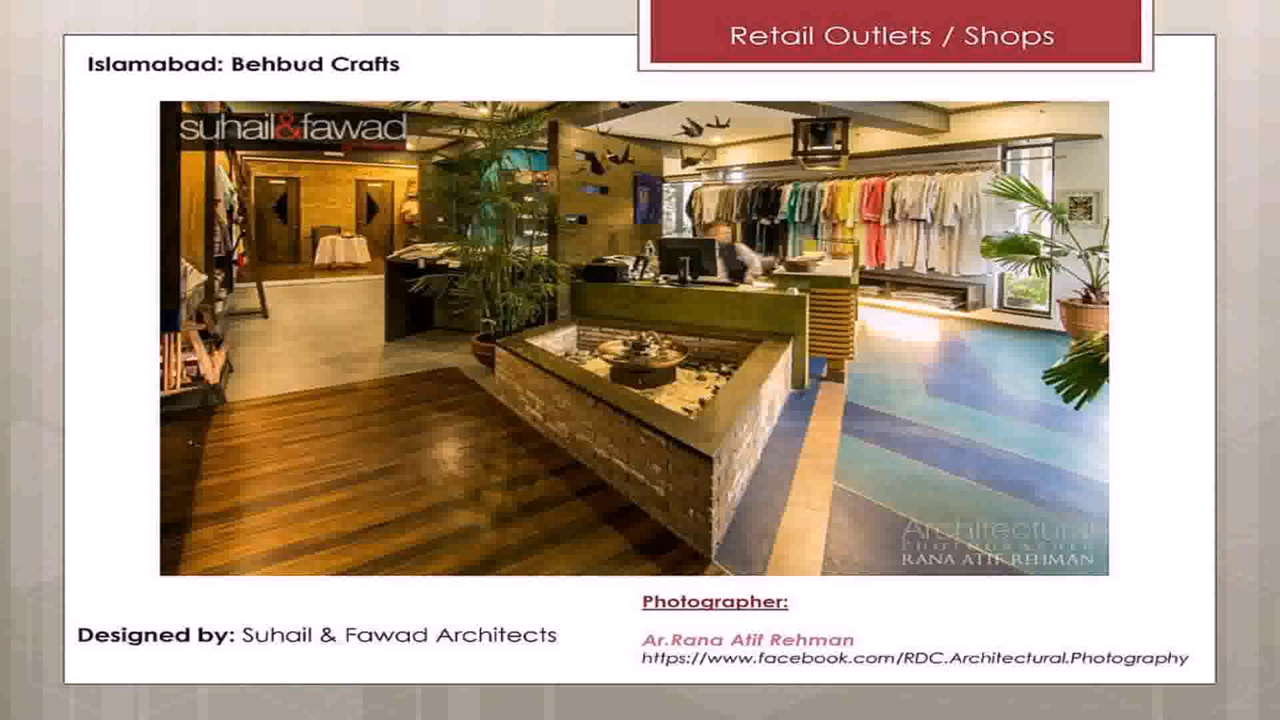 Retail Outlets / Shops
Islamabad: Behbud Crafts
suhail&fawad
Architectural
PHOTOGRAPHER
RANA ATIF REHMAN
Photographer:
Designed by: Suhail & Fawad Architects
Ar.Rana Atif Rehman
https://www.facebook.com/RDC.Architectural.Photography